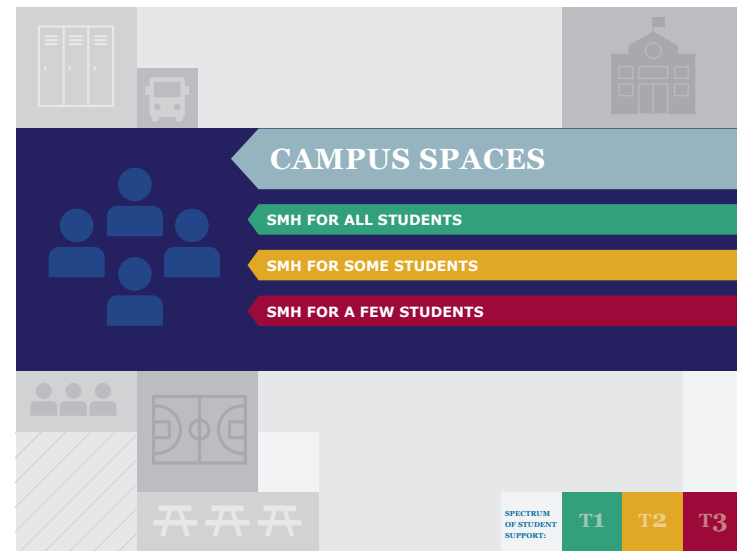 CAMPUS SPACES
SMH FOR ALL STUDENTS
SMH FOR SOME STUDENTS
SMH FOR A FEW STUDENTS
SPECTRUM
OF STUDENT
SUPPORT:
T1
T2
T3